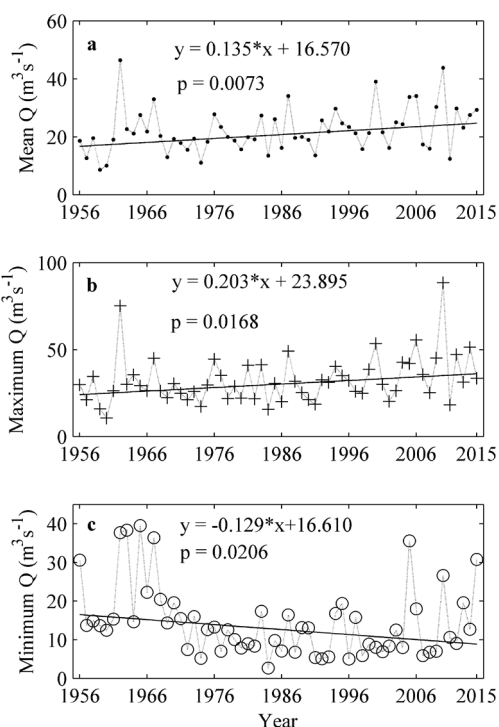 60
a
y = 0.135*x + 16.570
p = 0.0073
40
20
0
Mean Q (m³s⁻¹)
1956 1966 1976 1986 1996 2006 2015
100
b
y = 0.203*x + 23.895
p = 0.0168
50
0
Maximum Q (m³s⁻¹)
1956 1966 1976 1986 1996 2006 2015
40
c
y = -0.129*x+16.610
p = 0.0206
30
20
10
0
Minimum Q (m³s⁻¹)
1956 1966 1976 1986 1996 2006 2015
Year